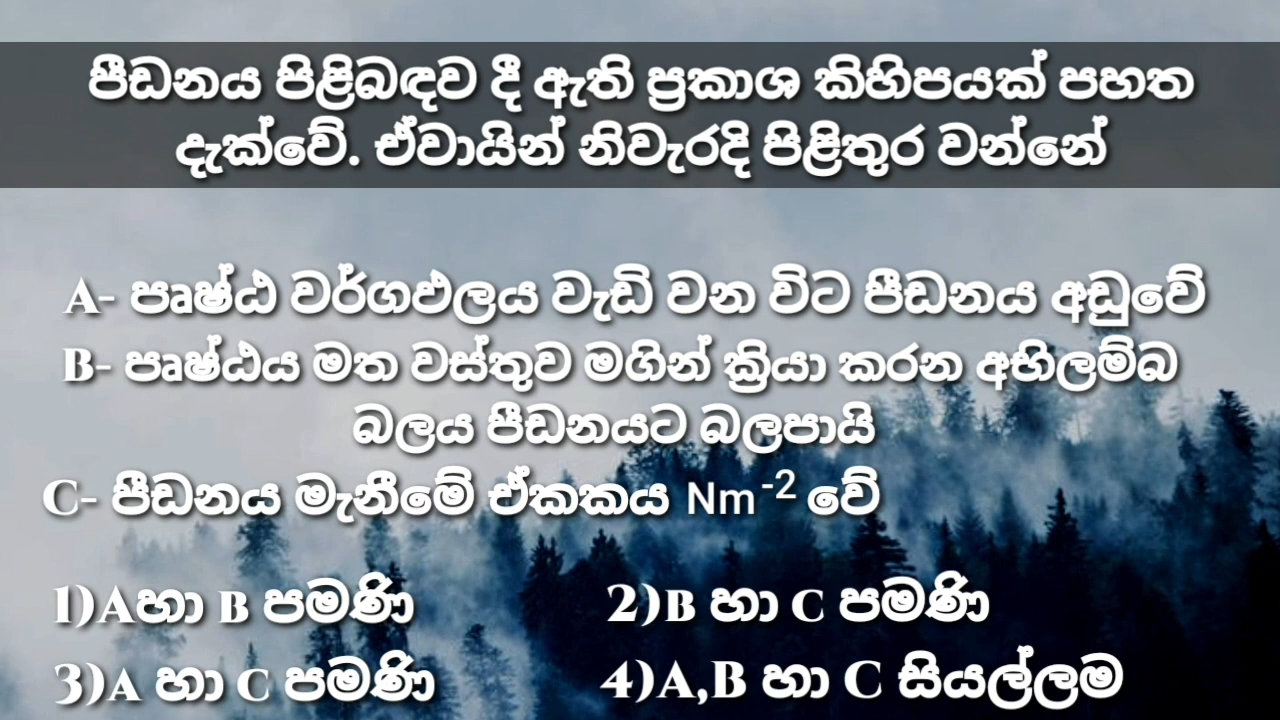 පීඩනය පිළිබඳව දී ඇති ප්‍රකාශ කිහිපයක් පහත
දැක්වේ. ඒවායින් නිවැරදි පිළිතුර වන්නේ
A- පෘෂ්ඨ වර්ගඵලය වැඩි වන විට පීඩනය අඩුවේ
B- පෘෂ්ඨය මත වස්තුව මගින් ක්‍රියා කරන අභිලම්බ
බලය පීඩනයට බලපායි
C- පීඩනය මැනීමේ ඒකකය Nm⁻² වේ
1)Aහා B පමණි
2)B හා C පමණි
3)A හා C පමණි
4)A,B හා C සියල්ලම